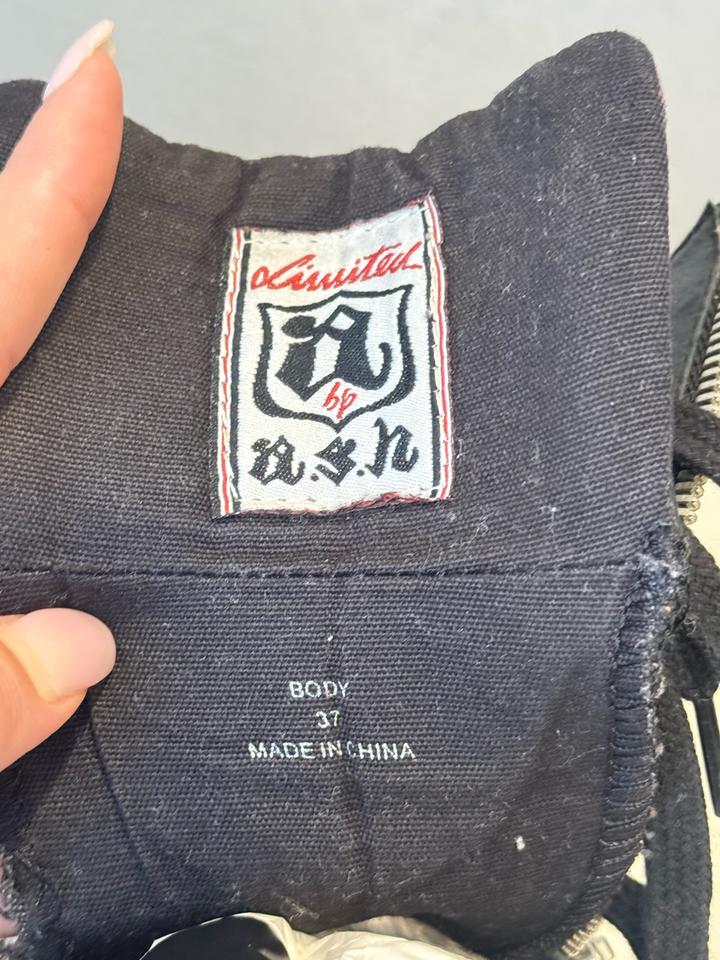 Limited
a
by
a.s.h
BODY
37
MADE IN CHINA